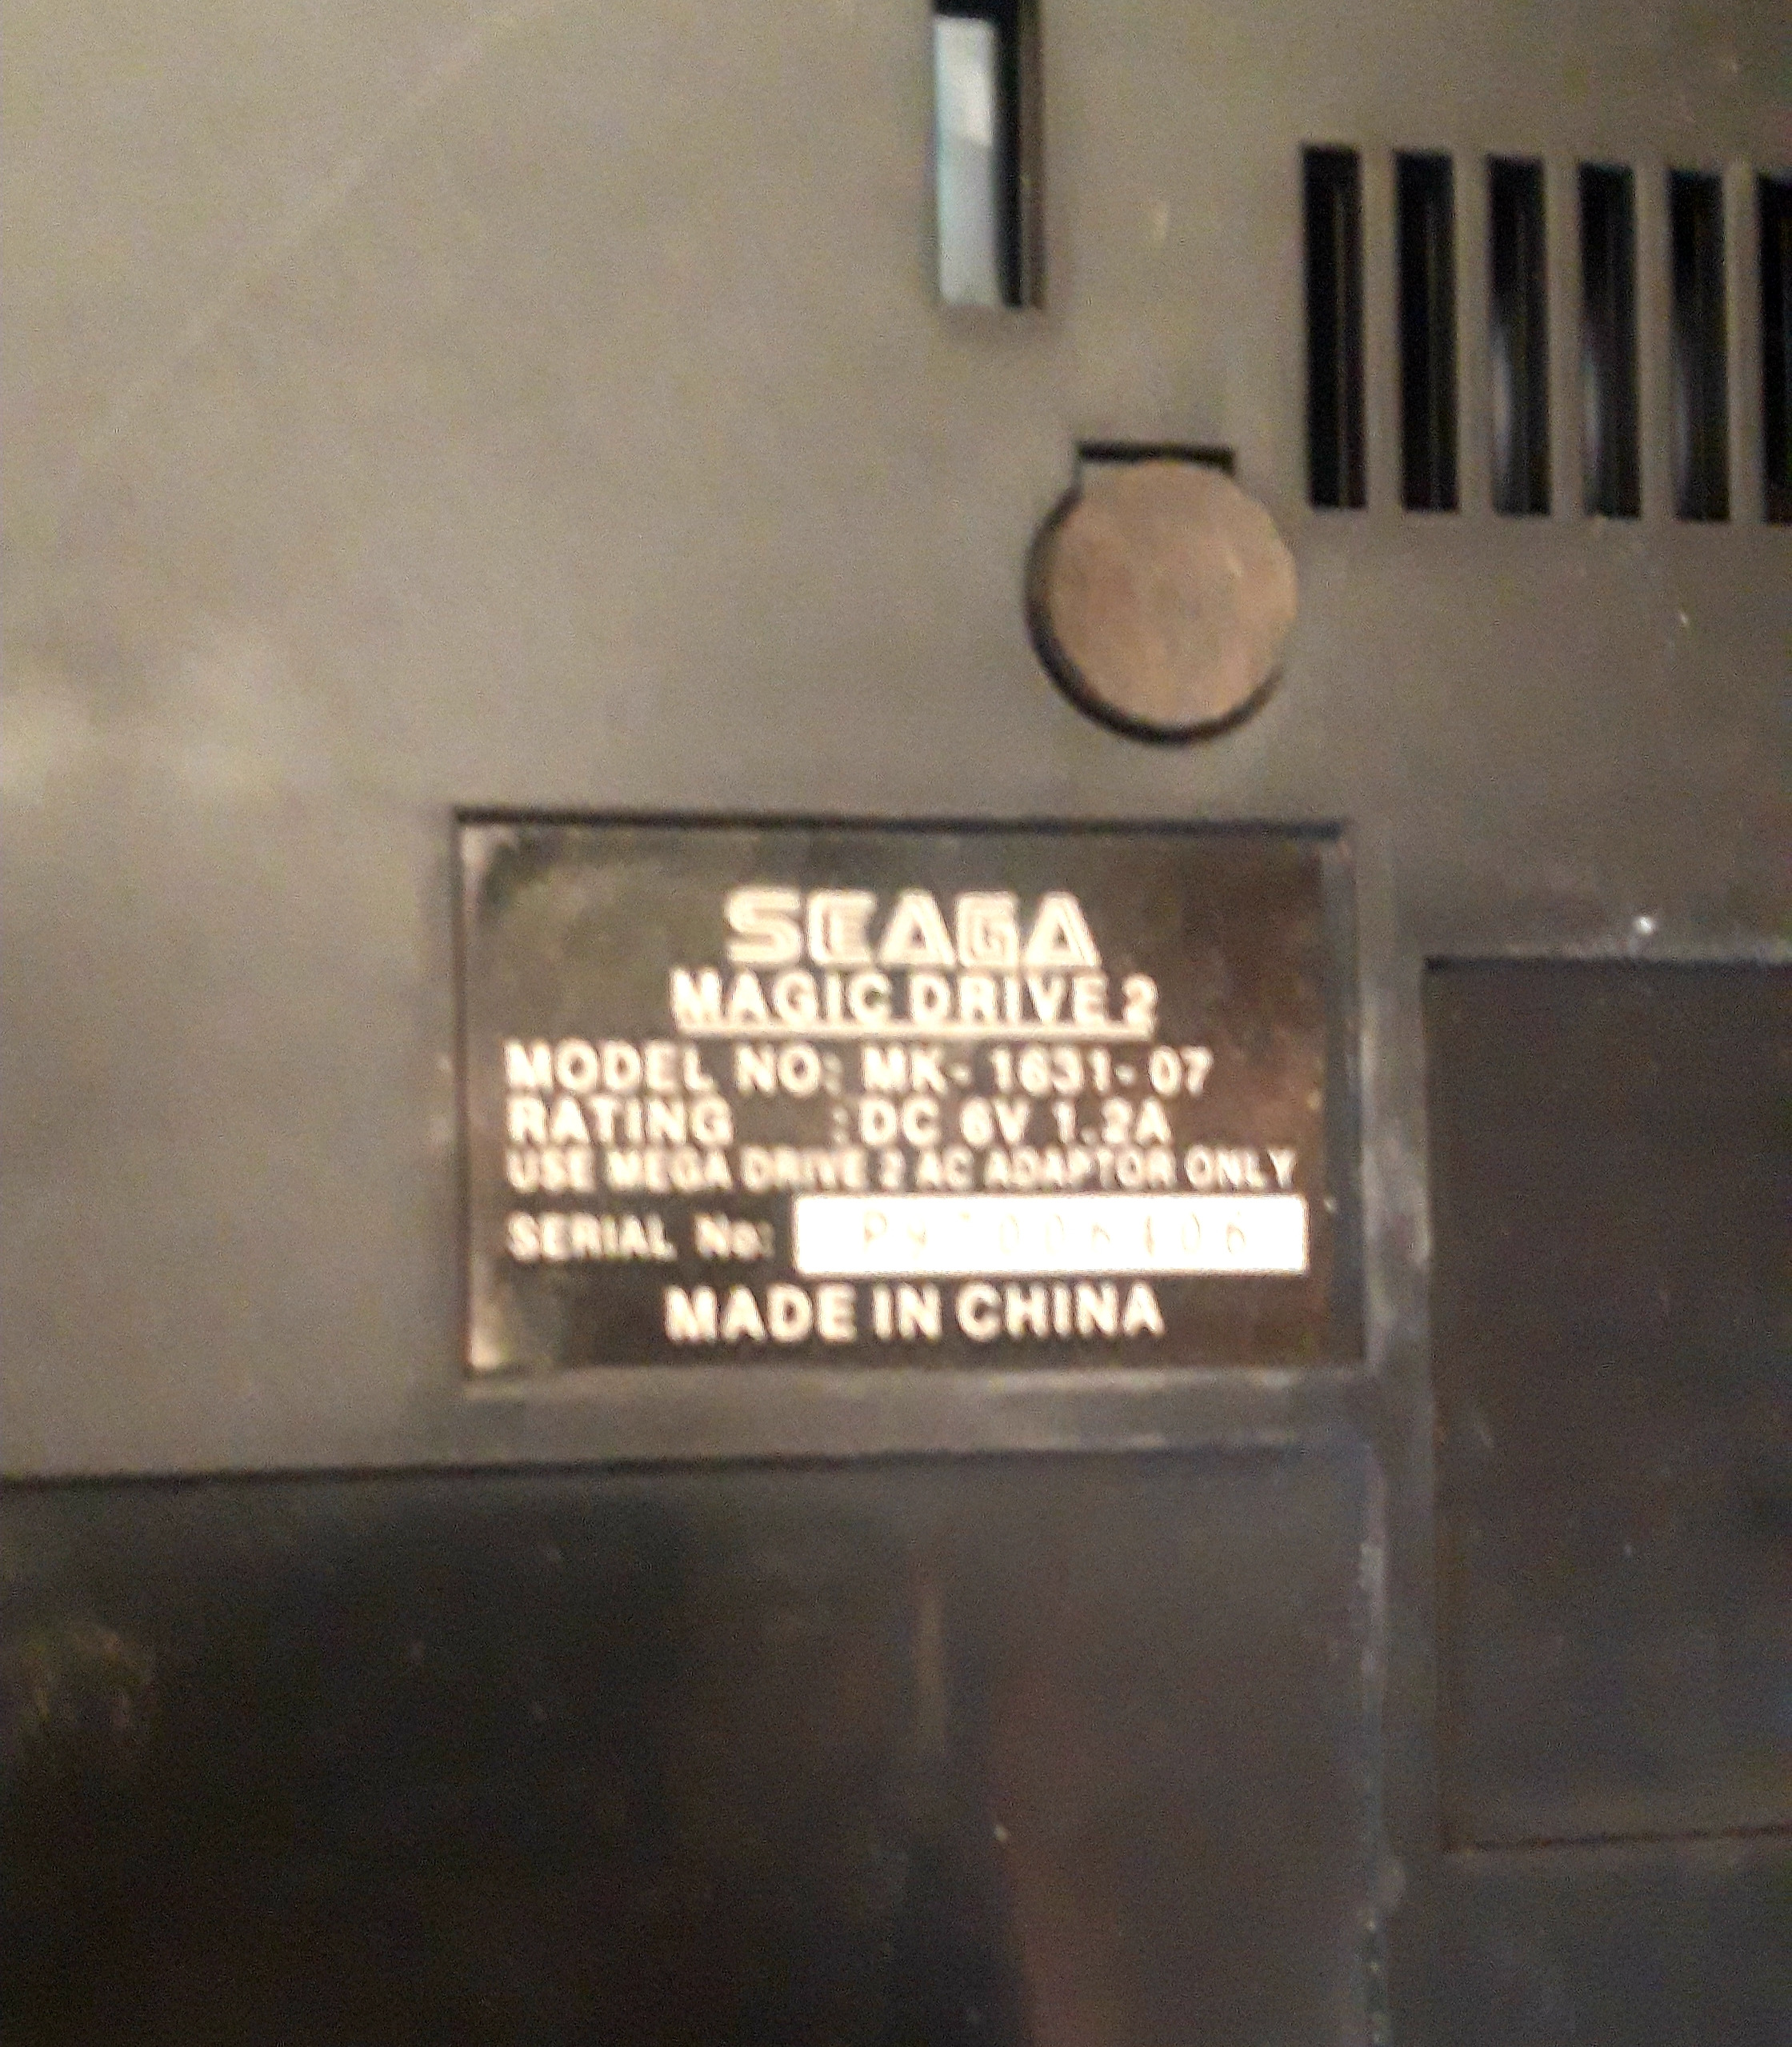 SEAGA
MAGIC DRIVE 2
MODEL NO: MK-1631-07
RATING :DC 6V 1.2A
USE MEGA DRIVE 2 AC ADAPTOR ONLY
SERIAL No:
MADE IN CHINA